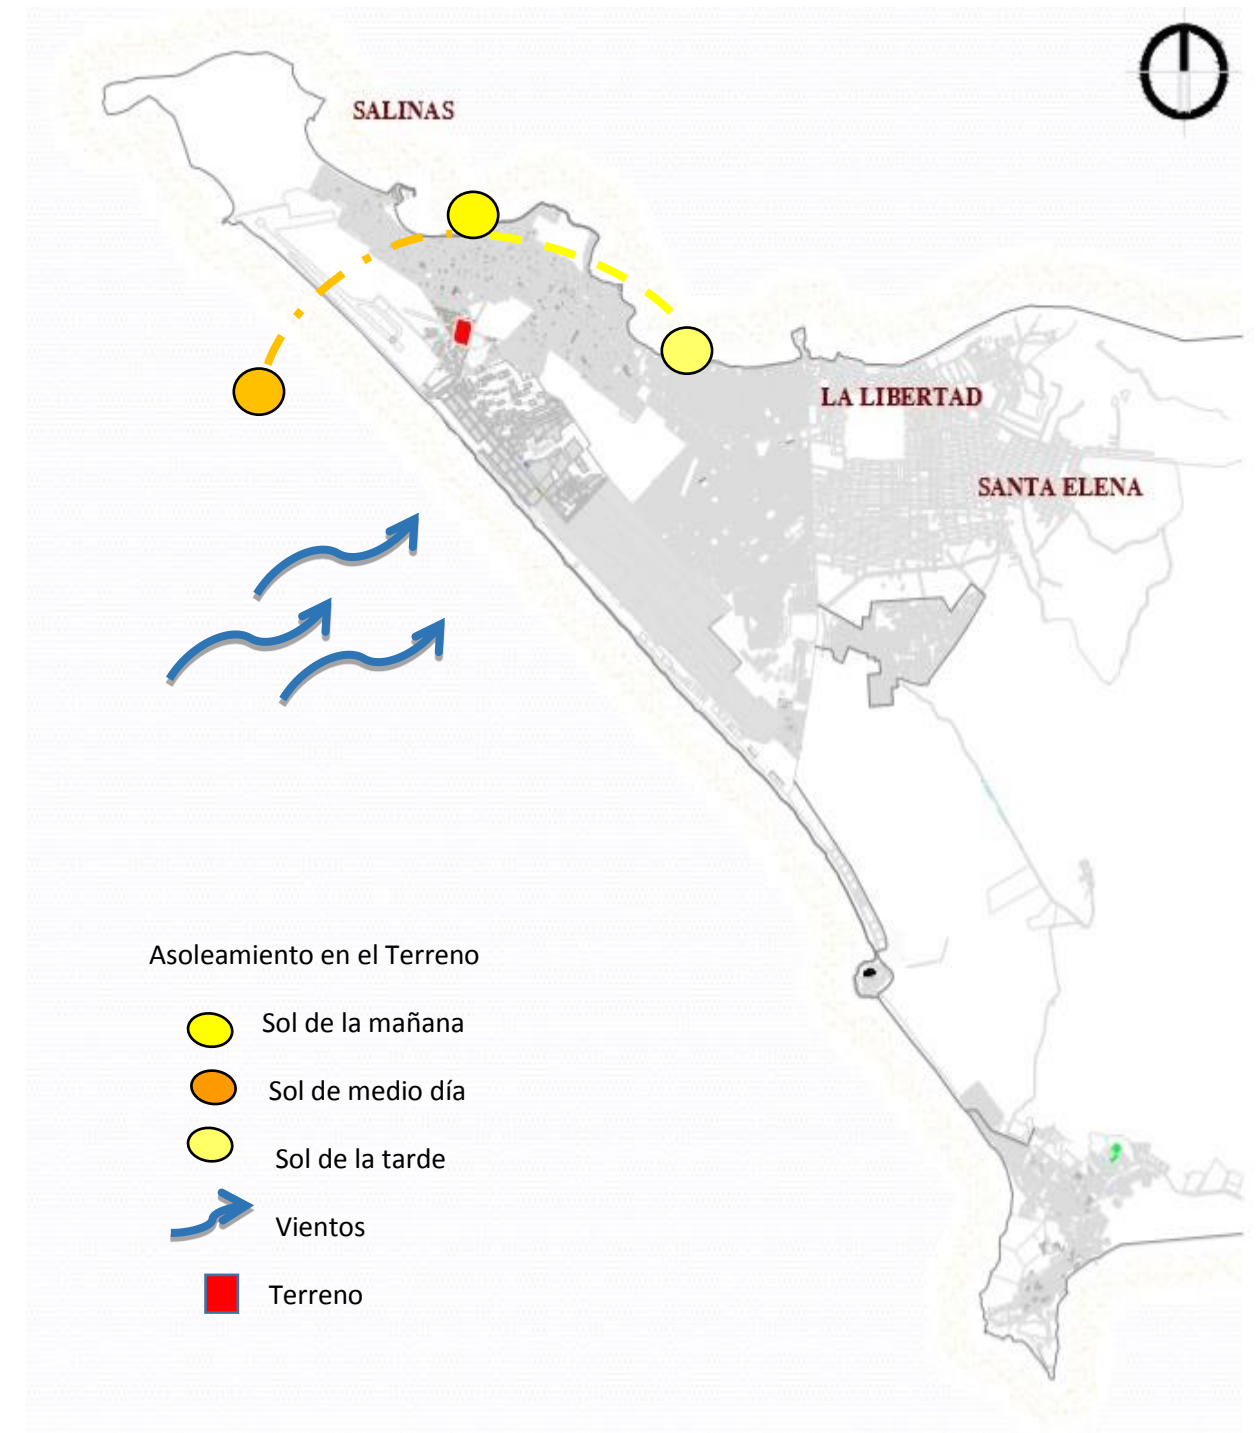 SALINAS
LA LIBERTAD
SANTA ELENA
Asoleamiento en el Terreno
Sol de la mañana
Sol de medio día
Sol de la tarde
Vientos
Terreno